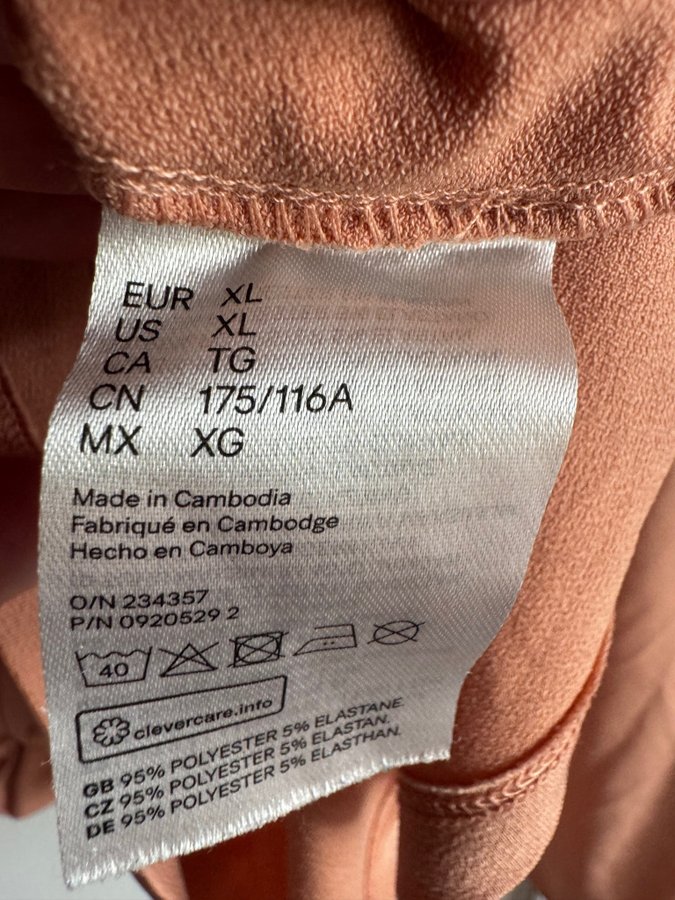 EUR XL
US XL
CA TG
CN 175/116A
MX XG
Made in Cambodia
Fabriqué en Cambodge
Hecho en Camboya
O/N 234357
P/N 0920529 2
40
clevercare.info
GB 95% POLYESTER 5% ELASTANE.
CZ 95% POLYESTER 5% ELASTAN.
DE 95% POLYESTER 5% ELASTHAN.